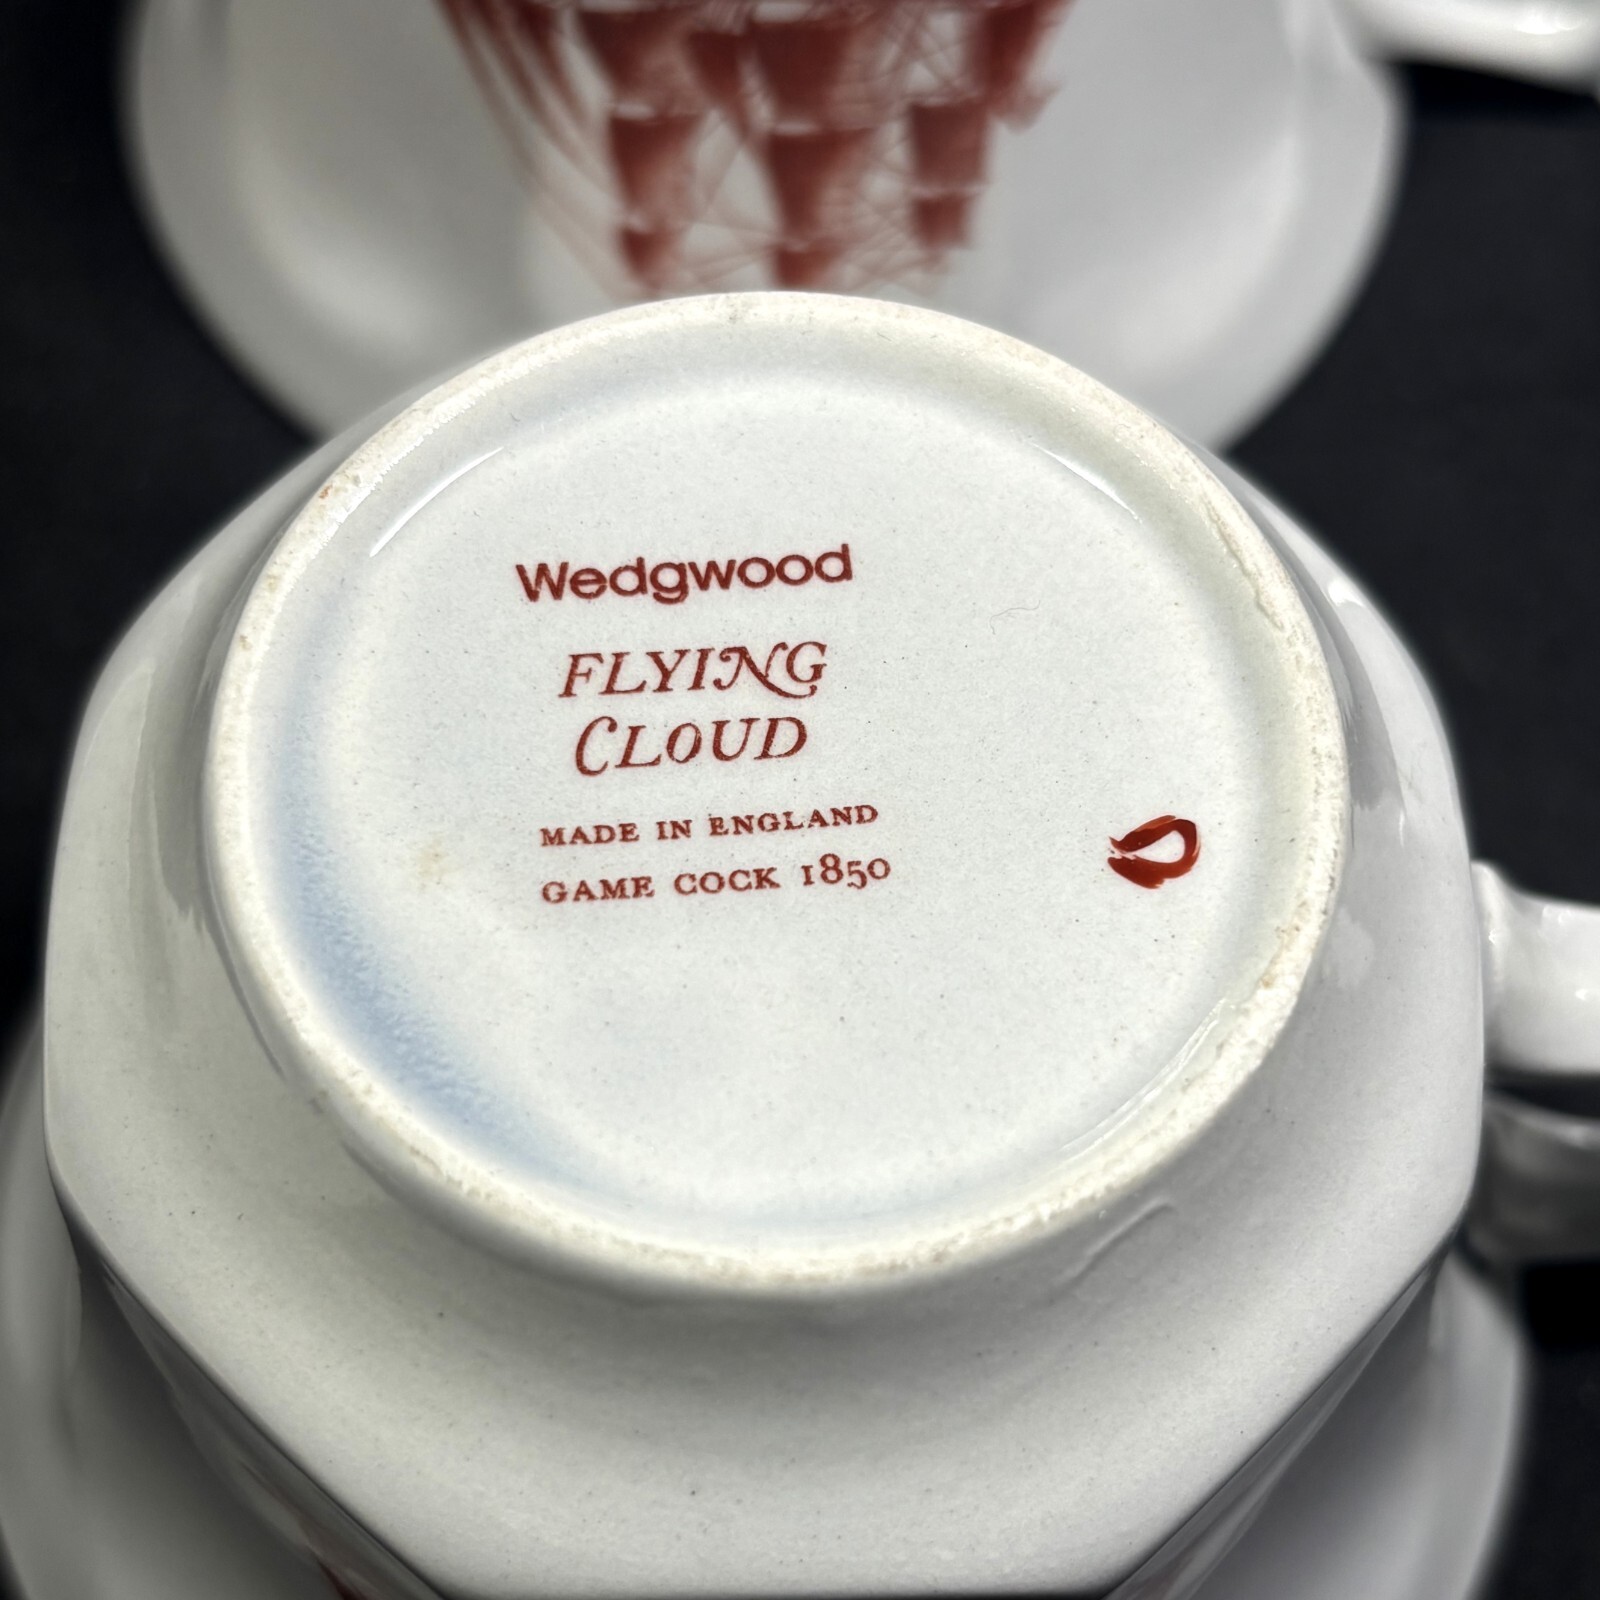 Wedgwood
FLYING
CLOUD
MADE IN ENGLAND
GAME COCK 1850